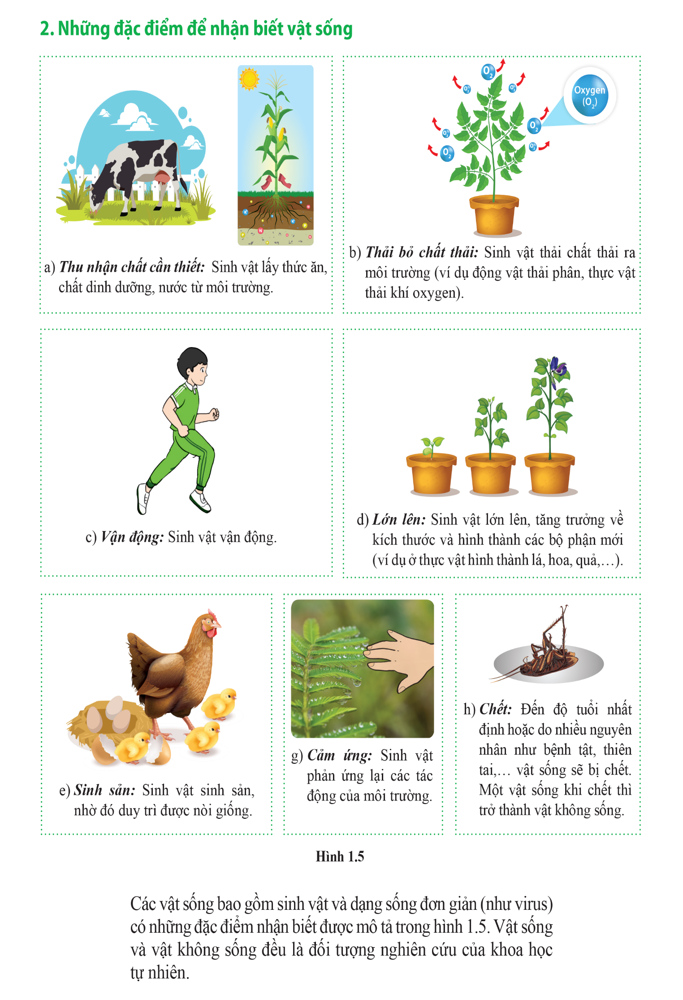 2. Những đặc điểm để nhận biết vật sống
O2
O2
O2
O2
O2
O2
O2
Oxygen
(O2)
K
K
N
N
N
N
P
P
P
a) Thu nhận chất cần thiết: Sinh vật lấy thức ăn,
chất dinh dưỡng, nước từ môi trường.
b) Thải bỏ chất thải: Sinh vật thải chất thải ra
môi trường (ví dụ động vật thải phân, thực vật
thải khí oxygen).
c) Vận động: Sinh vật vận động.
d) Lớn lên: Sinh vật lớn lên, tăng trưởng về
kích thước và hình thành các bộ phận mới
(ví dụ ở thực vật hình thành lá, hoa, quả,…).
e) Sinh sản: Sinh vật sinh sản,
nhờ đó duy trì được nòi giống.
g) Cảm ứng: Sinh vật
phản ứng lại các tác
động của môi trường.
h) Chết: Đến độ tuổi nhất
định hoặc do nhiều nguyên
nhân như bệnh tật, thiên
tai,… vật sống sẽ bị chết.
Một vật sống khi chết thì
trở thành vật không sống.
Hình 1.5
Các vật sống bao gồm sinh vật và dạng sống đơn giản (như virus)
có những đặc điểm nhận biết được mô tả trong hình 1.5. Vật sống
và vật không sống đều là đối tượng nghiên cứu của khoa học
tự nhiên.